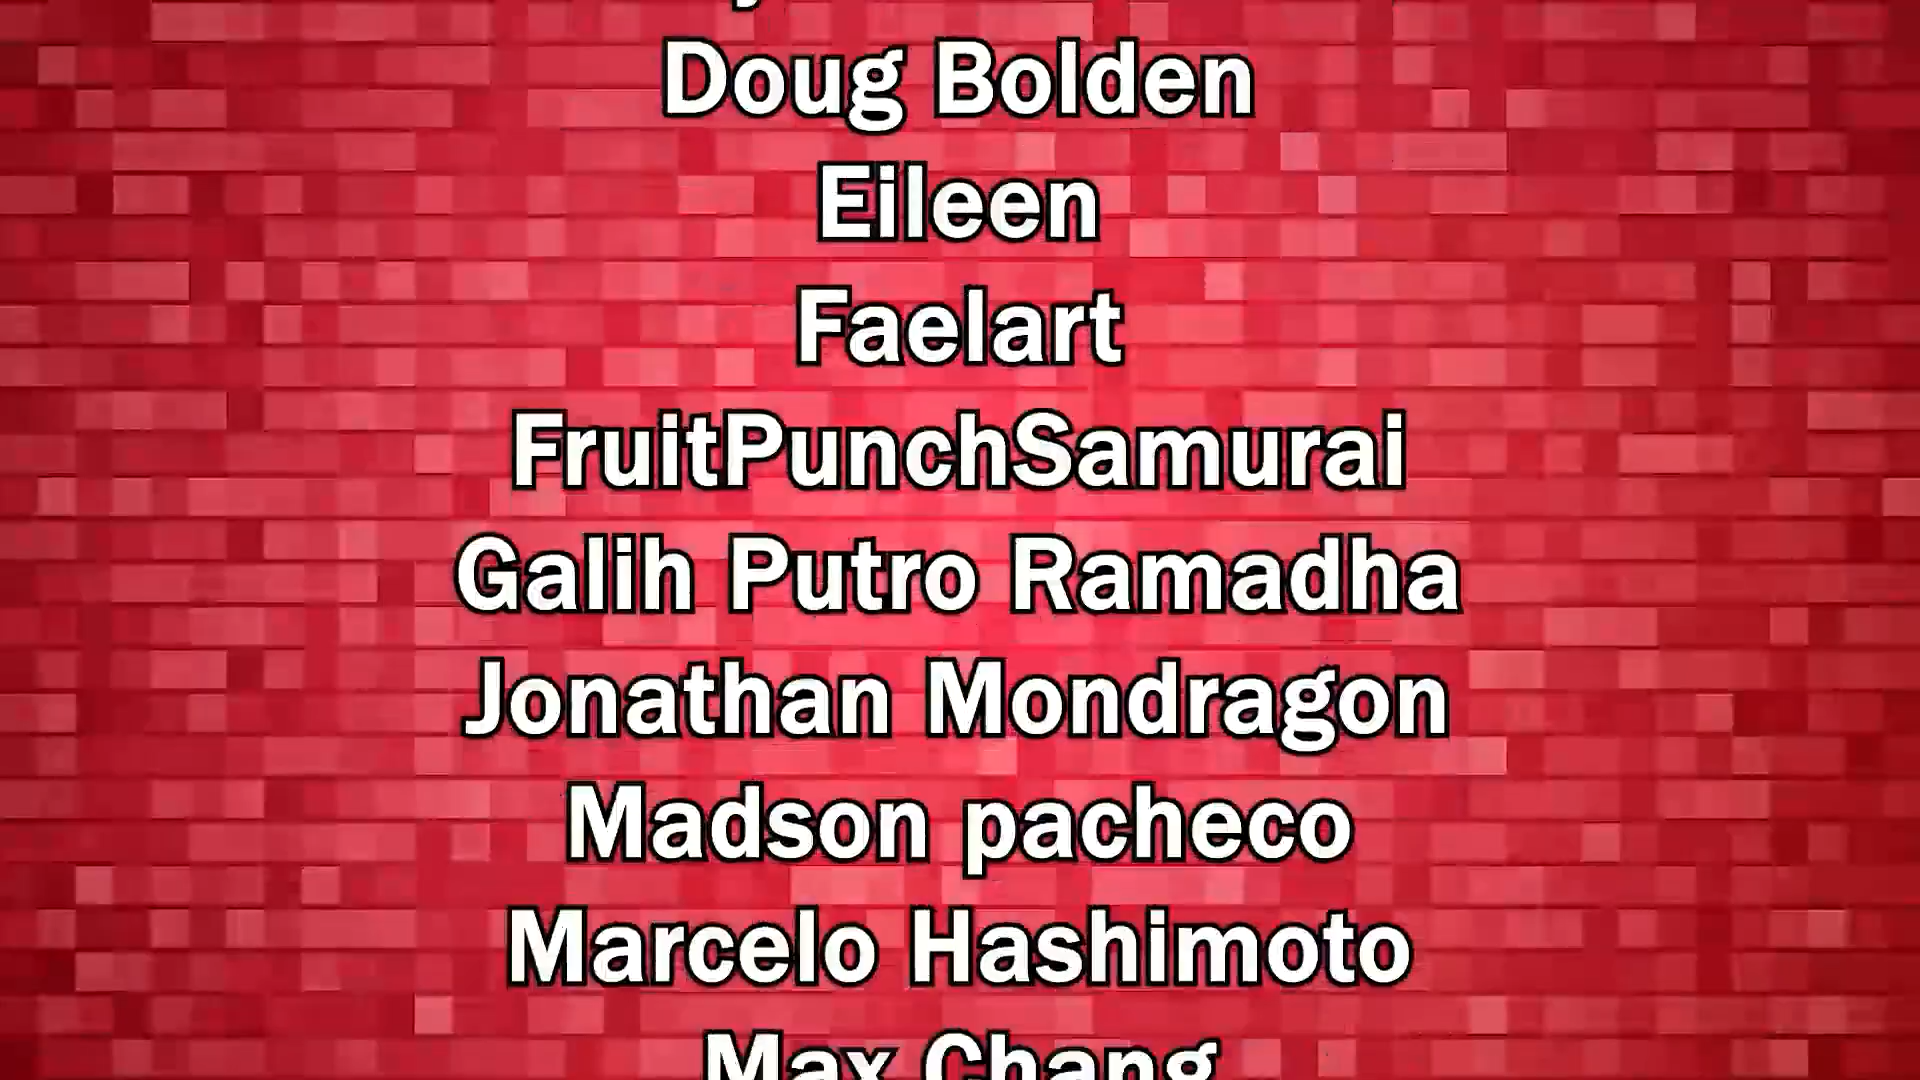 Doug Bolden
Eileen
Faelart
FruitPunchSamurai
Galih Putro Ramadha
Jonathan Mondragon
Madson pacheco
Marcelo Hashimoto
Max Chang